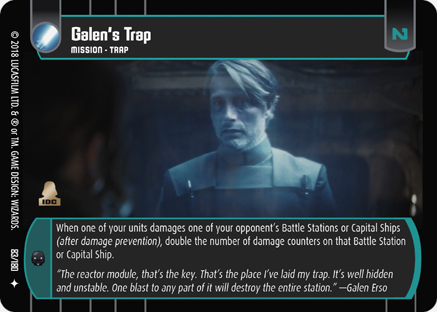 Galen's Trap
MISSION - TRAP
N
© 2018 LUCASFILM LTD. & ® or TM. GAME DESIGN: WIZARDS.
IDC
When one of your units damages one of your opponent's Battle Stations or Capital Ships
(after damage prevention), double the number of damage counters on that Battle Station
or Capital Ship.
"The reactor module, that's the key. That's the place I've laid my trap. It's well hidden
and unstable. One blast to any part of it will destroy the entire station." —Galen Erso